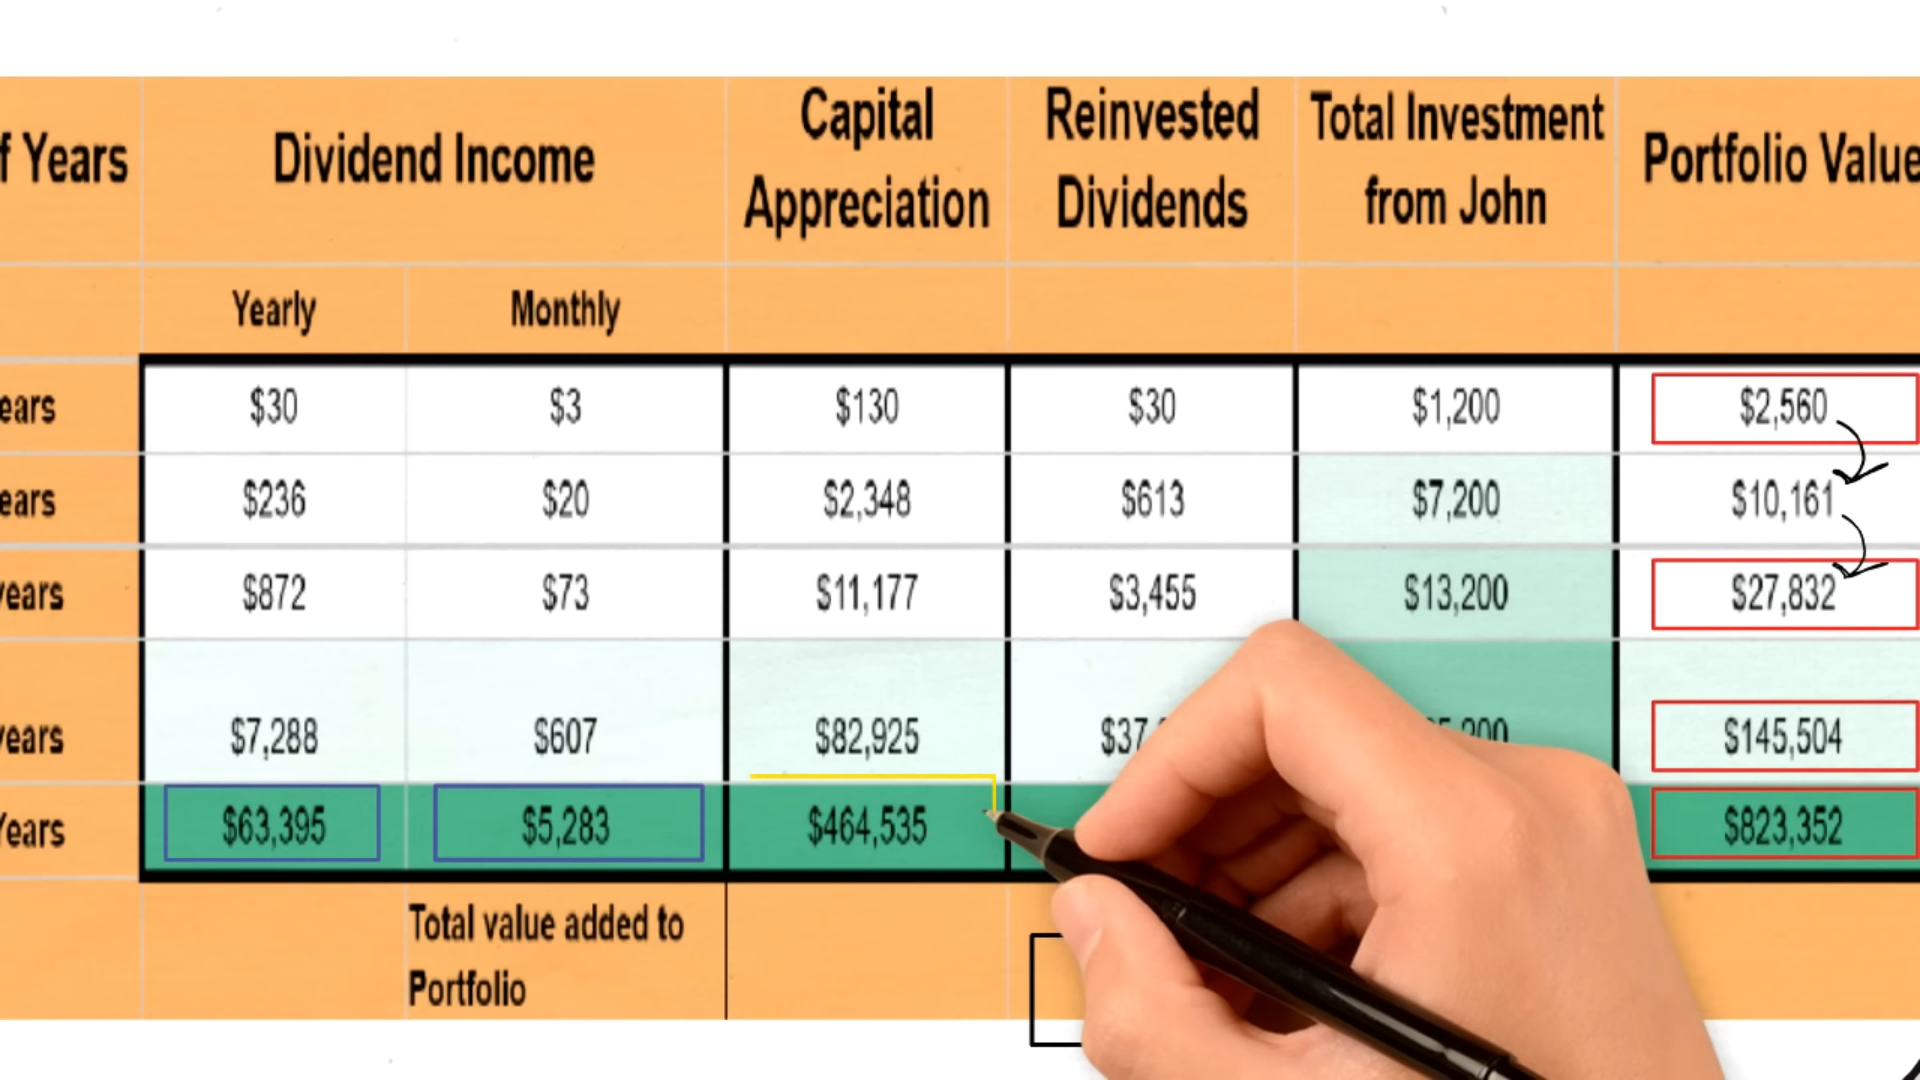 f Years Dividend Income Capital Appreciation Reinvested Dividends Total Investment from John Portfolio Value
Yearly Monthly
ears $30 $3 $130 $30 $1,200 $2,560
ears $236 $20 $2,348 $613 $7,200 $10,161
years $872 $73 $11,177 $3,455 $13,200 $27,832
years $7,288 $607 $82,925 $145,504
Years $63,395 $5,283 $464,535 $823,352
Total value added to
Portfolio